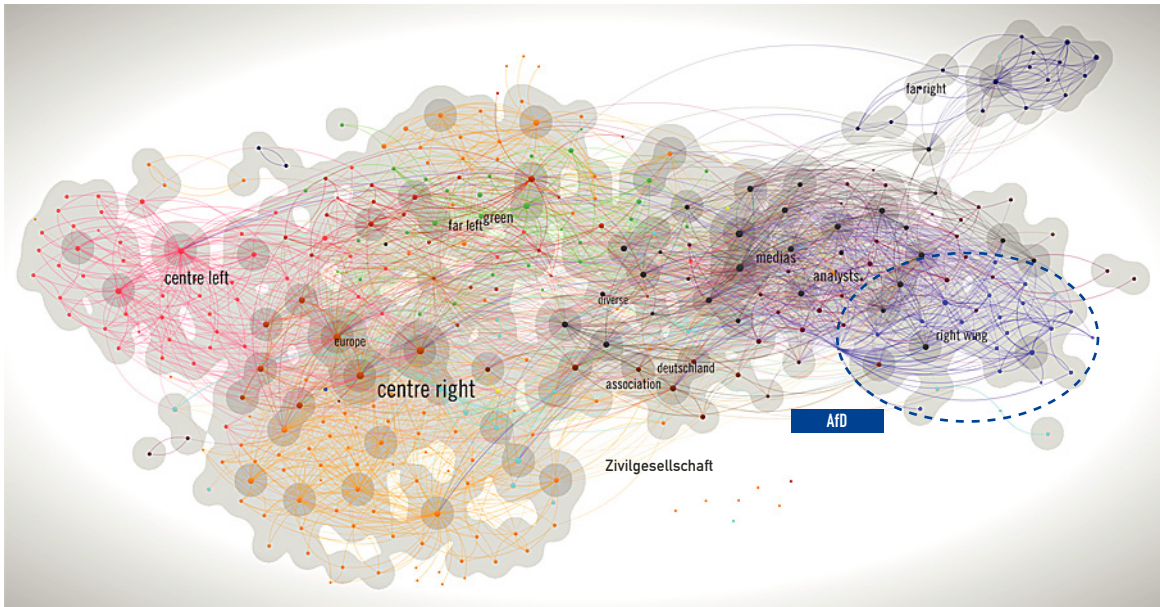 far right
far left
green
centre left
medias
analysts
diverse
right wing
europe
deutschland
association
centre right
AfD
Zivilgesellschaft